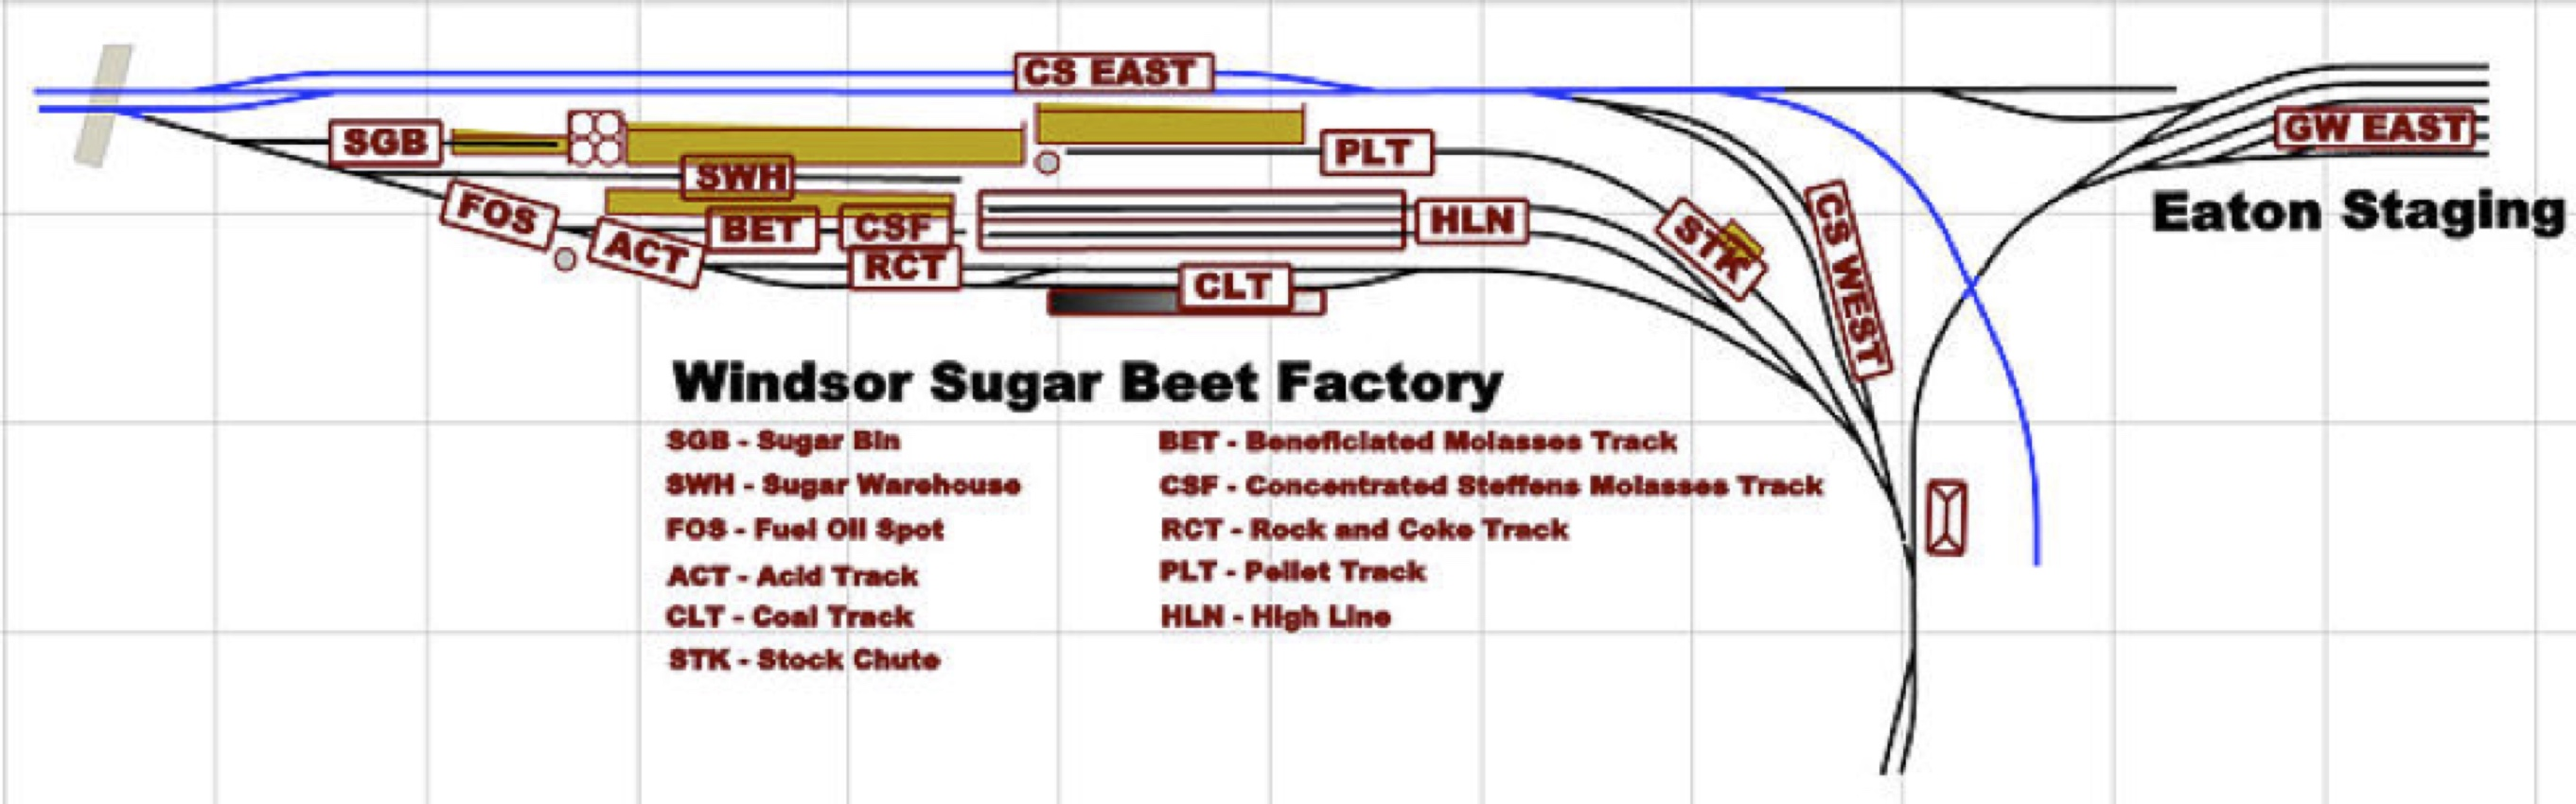 CS EAST
SGB
PLT
GW EAST
SWH
FOS
BET
CSF
HLN
STK
CS WEST
Eaton Staging
ACT
RCT
CLT
Windsor Sugar Beet Factory
SGB - Sugar Bin
SWH - Sugar Warehouse
FOS - Fuel Oil Spot
ACT - Acid Track
CLT - Coal Track
STK - Stock Chute
BET - Beneficiated Molasses Track
CSF - Concentrated Steffens Molasses Track
RCT - Rock and Coke Track
PLT - Pellet Track
HLN - High Line